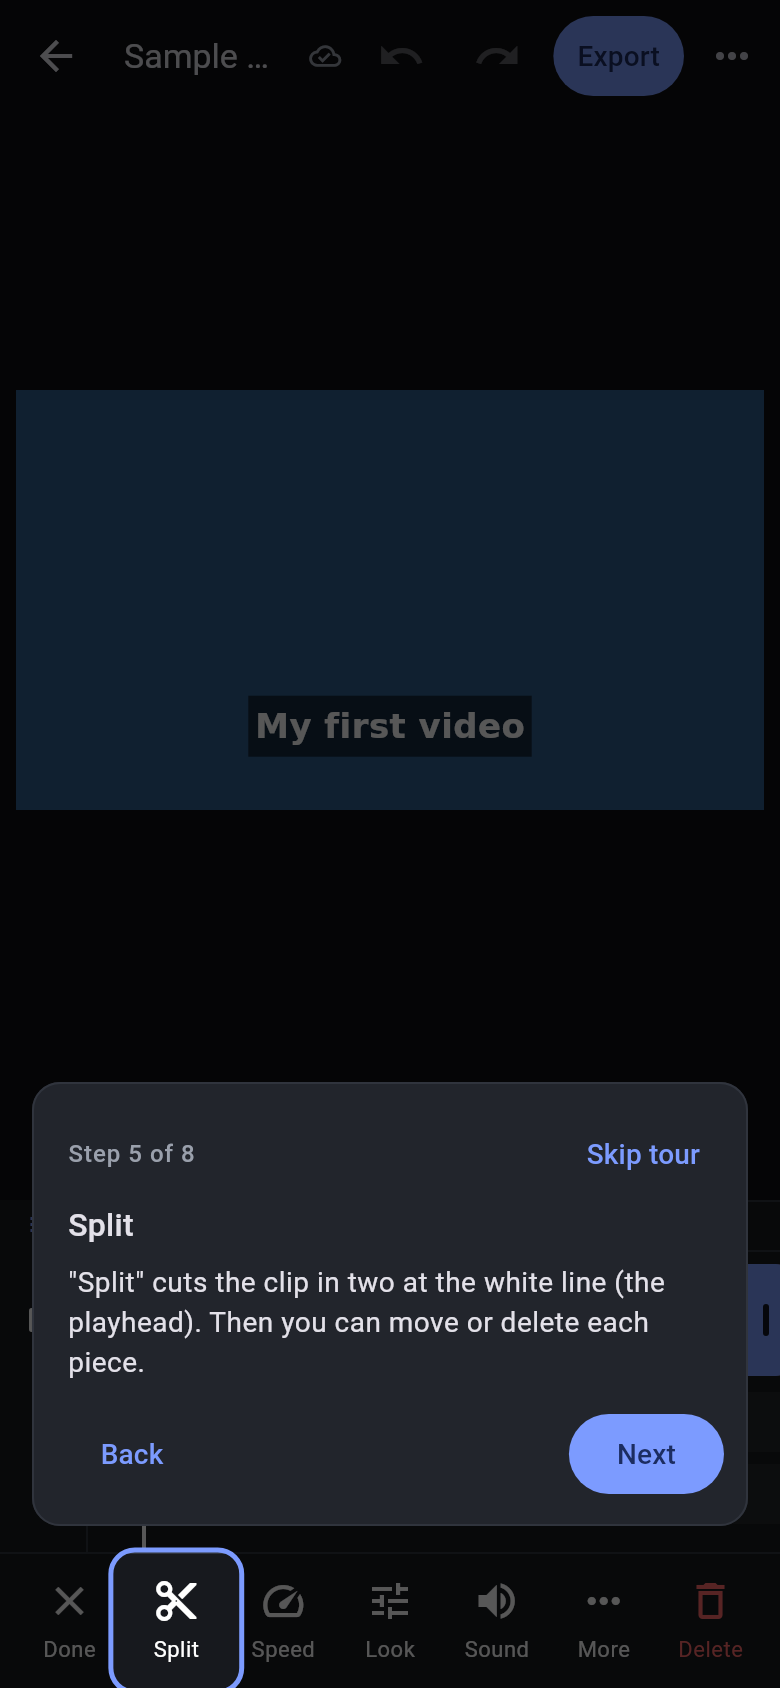 Sample ...
Export
My first video
Step 5 of 8
Skip tour
Split
"Split" cuts the clip in two at the white line (the
playhead). Then you can move or delete each
piece.
Back
Next
Done
Split
Speed
Look
Sound
More
Delete